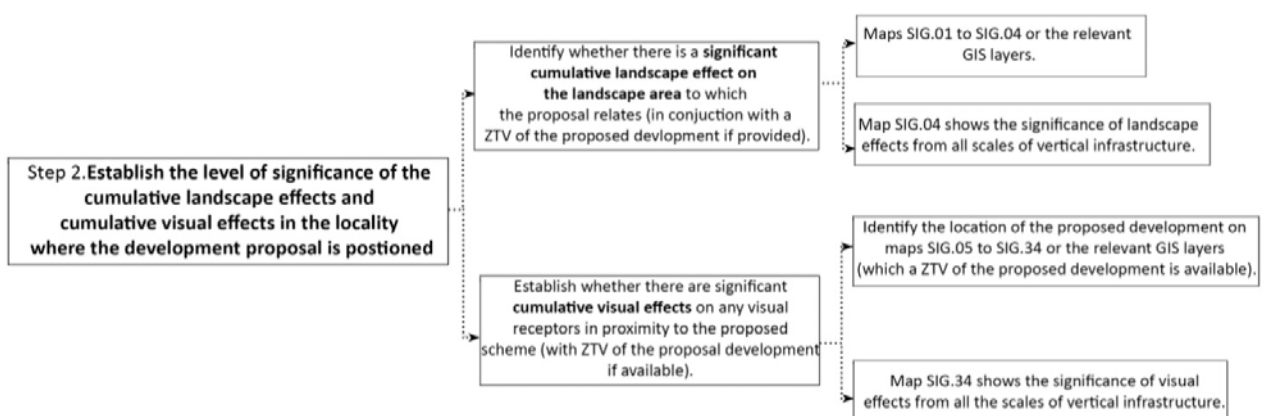 Step 2.Establish the level of significance of the
cumulative landscape effects and
cumulative visual effects in the locality
where the development proposal is postioned
Identify whether there is a significant
cumulative landscape effect on
the landscape area to which
the proposal relates (in conjuction with a
ZTV of the proposed devlopment if provided).
Maps SIG.01 to SIG.04 or the relevant
GIS layers.
Map SIG.04 shows the significance of landscape
effects from all scales of vertical infrastructure.
Establish whether there are significant
cumulative visual effects on any visual
receptors in proximity to the proposed
scheme (with ZTV of the proposal development
if available).
Identify the location of the proposed development on
maps SIG.05 to SIG.34 or the relevant GIS layers
(which a ZTV of the proposed development is available).
Map SIG.34 shows the significance of visual
effects from all the scales of vertical infrastructure.